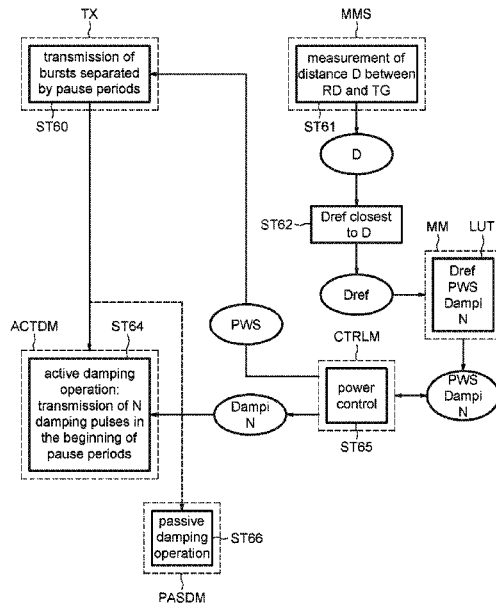 TX
MMS
transmission of
bursts separated
by pause periods
measurement of
distance D between
RD and TG
ST60
ST61
D
ST62
Dref closest
to D
MM
LUT
Dref
Dref
PWS
Dampi
N
ACTDM
ST64
PWS
CTRLM
active damping
operation:
transmission of N
damping pulses in
the beginning of
pause periods
Dampi
N
power
control
PWS
Dampi
N
ST65
passive
damping
operation
ST66
PASDM